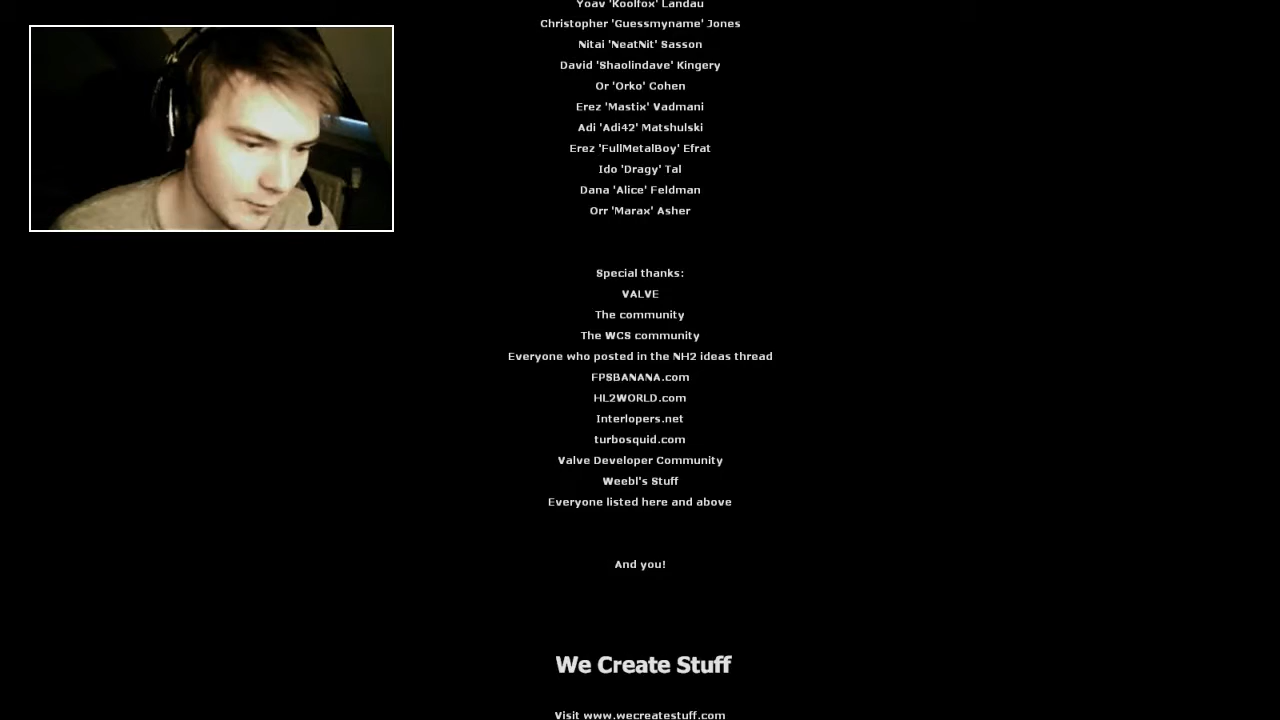 Yoav 'Koolfox' Landau
Christopher 'Guessmyname' Jones
Nitai 'NeatNit' Sasson
David 'Shaolindave' Kingery
Or 'Orko' Cohen
Erez 'Mastix' Vadmani
Adi 'Adi42' Matshulski
Erez 'FullMetalBoy' Efrat
Ido 'Dragy' Tal
Dana 'Alice' Feldman
Orr 'Marax' Asher
Special thanks:
VALVE
The community
The WCS community
Everyone who posted in the NH2 ideas thread
FPSBANANA.com
HL2WORLD.com
Interlopers.net
turbosquid.com
Valve Developer Community
Weebl's Stuff
Everyone listed here and above
And you!
We Create Stuff
Visit www.wecreatestuff.com